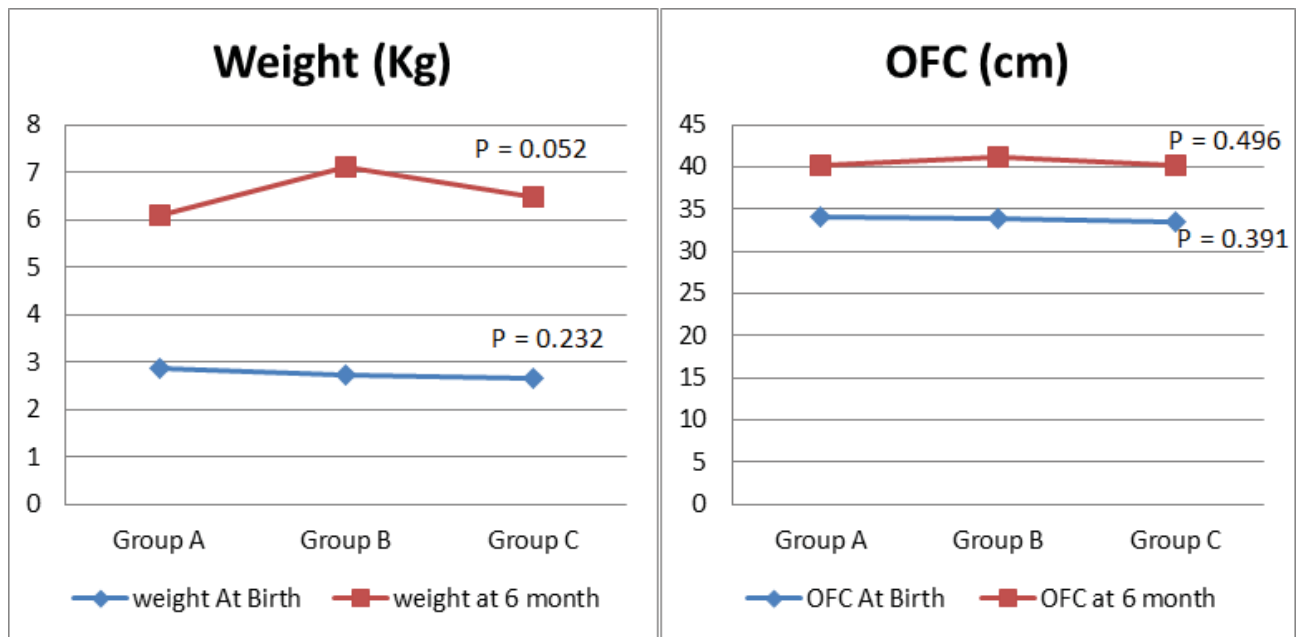 Weight (Kg)
8
7
6
5
4
3
2
1
0
P = 0.052
P = 0.232
Group A Group B Group C
weight At Birth weight at 6 month
OFC (cm)
45
40
35
30
25
20
15
10
5
0
P = 0.496
P = 0.391
Group A Group B Group C
OFC At Birth OFC at 6 month